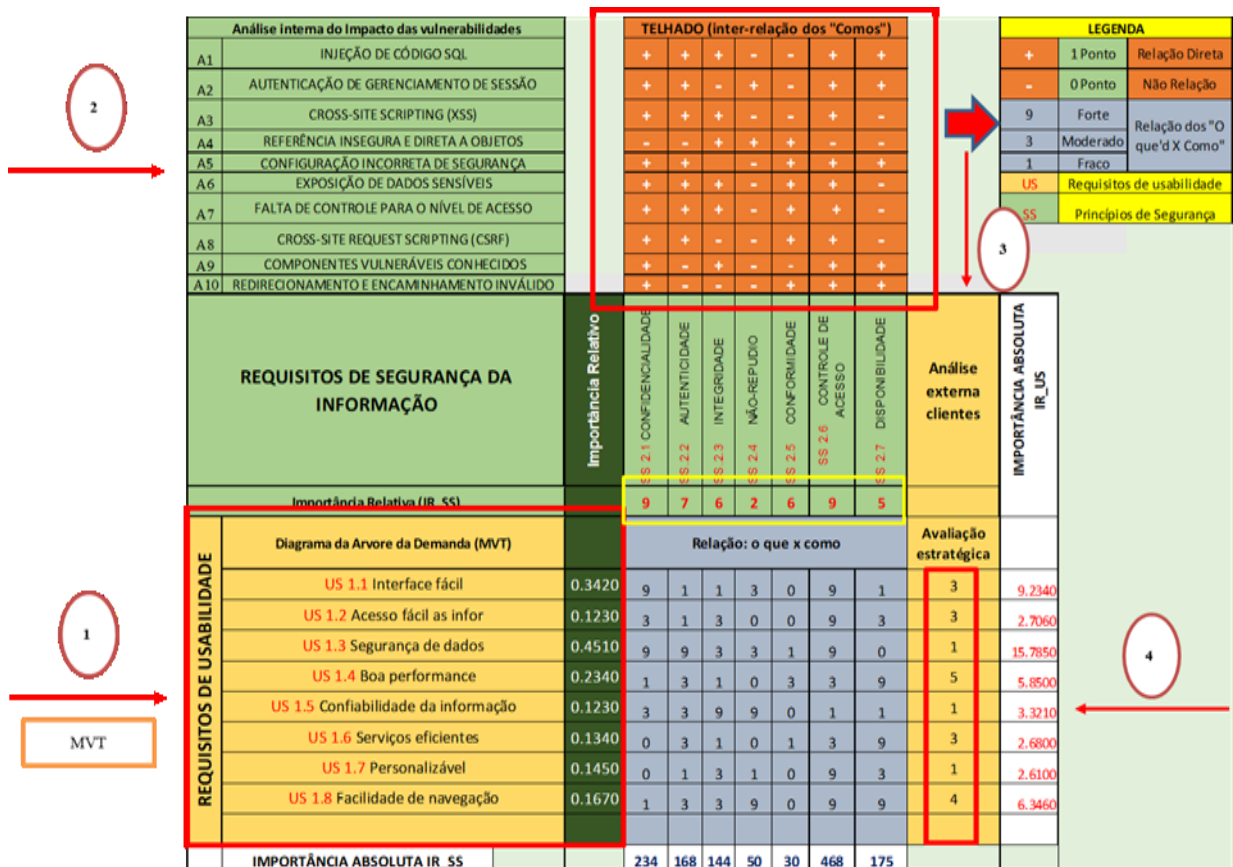 Análise interna do Impacto das vulnerabilidades
TELHADO (inter-relação dos "Comos")
LEGENDA
A1 INJEÇÃO DE CÓDIGO SQL + + + - - + +
+ 1 Ponto Relação Direta
A2 AUTENTICAÇÃO DE GERENCIAMENTO DE SESSÃO + + - + - + +
- 0 Ponto Não Relação
2
A3 CROSS-SITE SCRIPTING (XSS) + + + - - + -
9 Forte
Relação dos "O
que'd X Como"
A4 REFERÊNCIA INSEGURA E DIRETA A OBJETOS - - + + + - -
3 Moderado
A5 CONFIGURAÇÃO INCORRETA DE SEGURANÇA + + - + + +
1 Fraco
A6 EXPOSIÇÃO DE DADOS SENSÍVEIS + + + - + + -
US Requisitos de usabilidade
A7 FALTA DE CONTROLE PARA O NÍVEL DE ACESSO + + + - + + -
SS Princípios de Segurança
A8 CROSS-SITE REQUEST SCRIPTING (CSRF) + + - - + + -
3
A9 COMPONENTES VULNERÁVEIS CONHECIDOS + - + - - + +
A10 REDIRECIONAMENTO E ENCAMINHAMENTO INVÁLIDO + - - - + + +
REQUISITOS DE SEGURANÇA DA
INFORMAÇÃO
Importância Relativo
SS 2.1 CONFIDENCIALIDADE
SS 2.2 AUTENTICIDADE
SS 2.3 INTEGRIDADE
SS 2.4 NÃO-REPUDIO
SS 2.5 CONFORMIDADE
SS 2.6 CONTROLE DE
ACESSO
SS 2.7 DISPONIBILIDADE
Análise
externa
clientes
IMPORTÂNCIA ABSOLUTA
IR_US
Importância Relativa (IR_SS) 9 7 6 2 6 9 5
REQUISITOS DE USABILIDADE
Diagrama da Arvore da Demanda (MVT)
Relação: o que x como
Avaliação
estratégica
US 1.1 Interface fácil 0.3420 9 1 1 3 0 9 1 3 9.2340
US 1.2 Acesso fácil as infor 0.1230 3 1 3 0 0 9 3 3 2.7060
1
US 1.3 Segurança de dados 0.4510 9 9 3 3 1 9 0 1 15.7850
4
US 1.4 Boa performance 0.2340 1 3 1 0 3 3 9 5 5.8500
US 1.5 Confiabilidade da informação 0.1230 3 3 9 9 0 1 1 1 3.3210
MVT
US 1.6 Serviços eficientes 0.1340 0 3 1 0 1 3 9 3 2.6800
US 1.7 Personalizável 0.1450 0 1 3 1 0 9 3 1 2.6100
US 1.8 Facilidade de navegação 0.1670 1 3 3 9 0 9 9 4 6.3460
IMPORTÂNCIA ABSOLUTA IR_SS 234 168 144 50 30 468 175